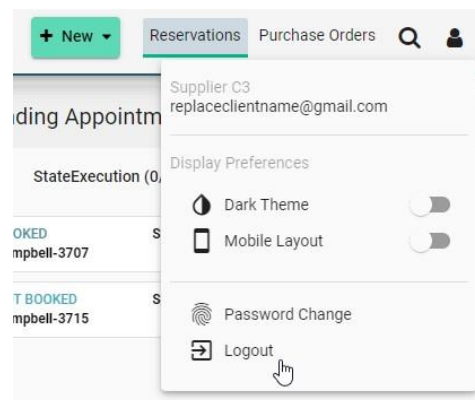 + New
Reservations
Purchase Orders
Supplier C3
replaceclientname@gmail.com
nding Appointm
Display Preferences
StateExecution (0/
Dark Theme
OKED
S
mpbell-3707
Mobile Layout
T BOOKED
S
mpbell-3715
Password Change
Logout